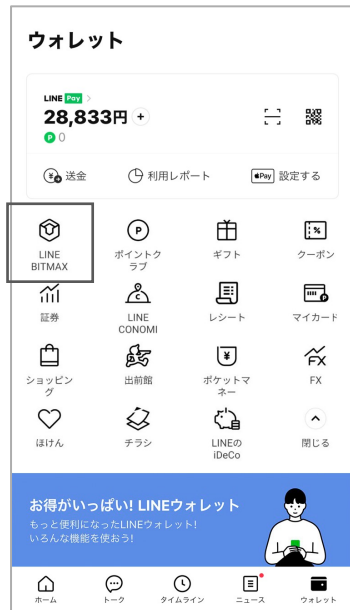 ウォレット
LINE Pay
28,833円
P 0
送金
利用レポート
Pay 設定する
LINE
BITMAX
ポイントク
ラブ
ギフト
クーポン
証券
LINE
CONOMI
レシート
マイカード
ショッピン
グ
出前館
ポケットマ
ネー
FX
FX
ほけん
チラシ
LINEの
iDeCo
閉じる
お得がいっぱい! LINEウォレット
もっと便利になったLINEウォレット!
いろんな機能を使おう!
ホーム
トーク
タイムライン
ニュース
ウォレット